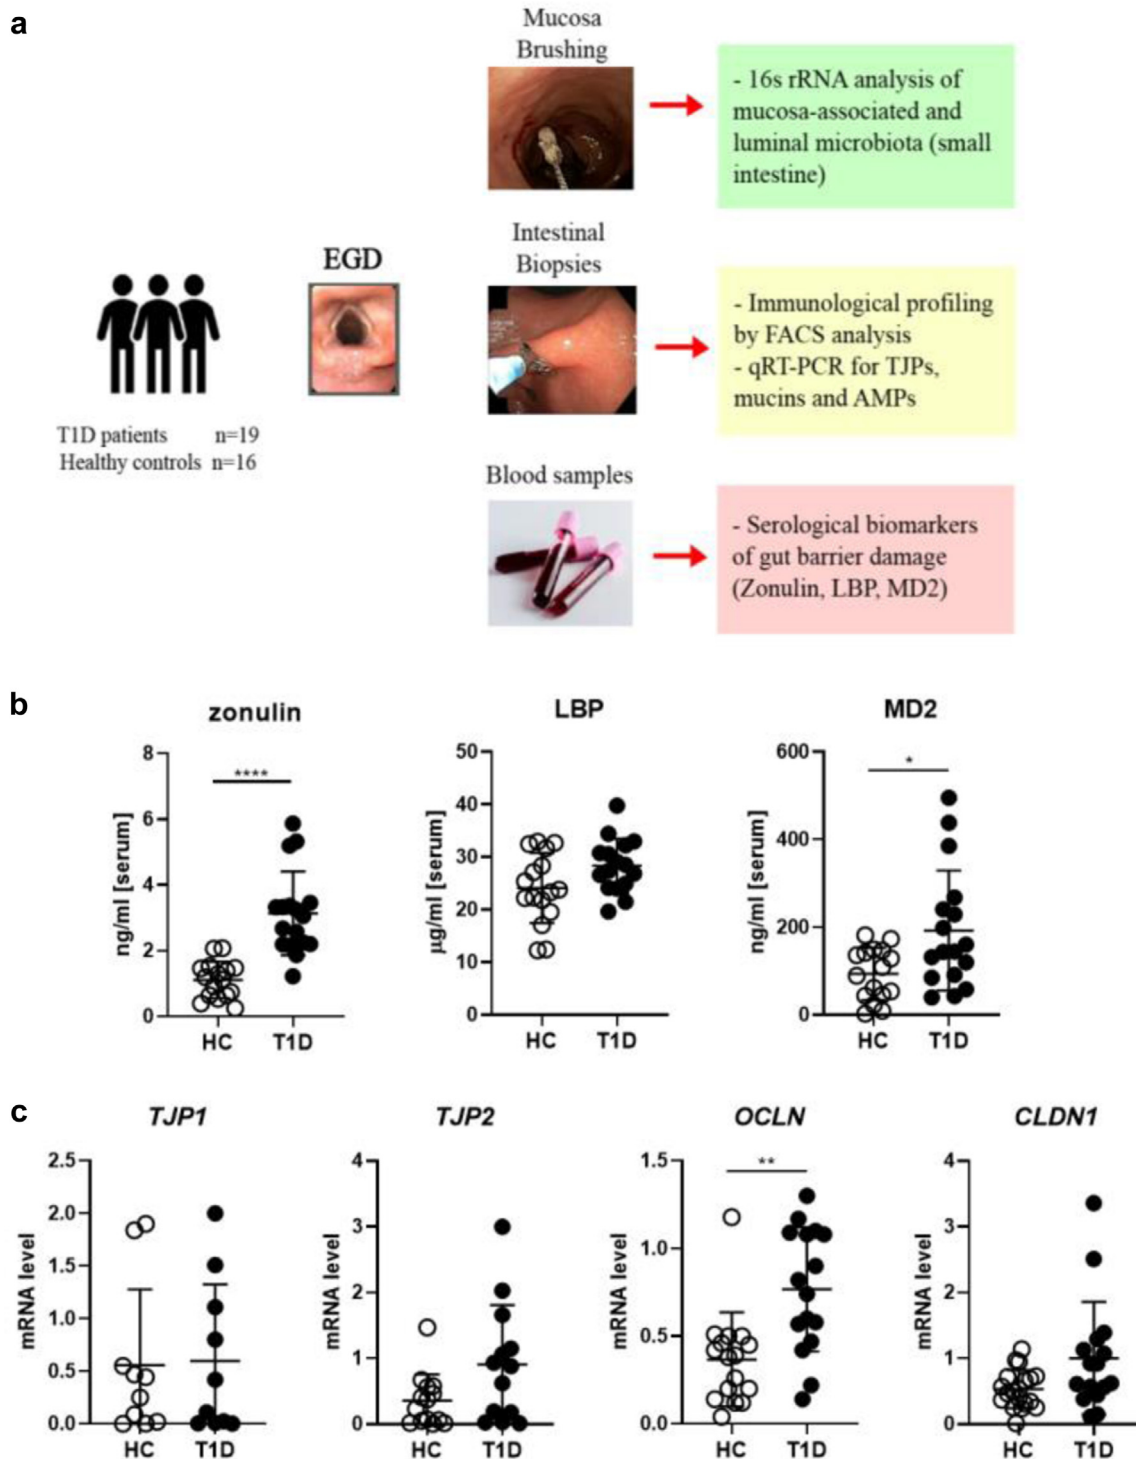 a
Mucosa
Brushing
- 16s rRNA analysis of
mucosa-associated and
luminal microbiota (small
intestine)
EGD
Intestinal
Biopsies
- Immunological profiling
by FACS analysis
- qRT-PCR for TJPs,
mucins and AMPs
T1D patients n=19
Healthy controls n=16
Blood samples
- Serological biomarkers
of gut barrier damage
(Zonulin, LBP, MD2)
b
zonulin
ng/ml [serum]
8
6
4
2
0
****
HC T1D
LBP
µg/ml [serum]
50
40
30
20
10
0
HC T1D
MD2
ng/ml [serum]
600
400
200
0
*
HC T1D
c
TJP1
mRNA level
2.5
2.0
1.5
1.0
0.5
0.0
HC T1D
TJP2
mRNA level
4
3
2
1
0
HC T1D
OCLN
mRNA level
1.5
1.0
0.5
0.0
**
HC T1D
CLDN1
mRNA level
4
3
2
1
0
HC T1D